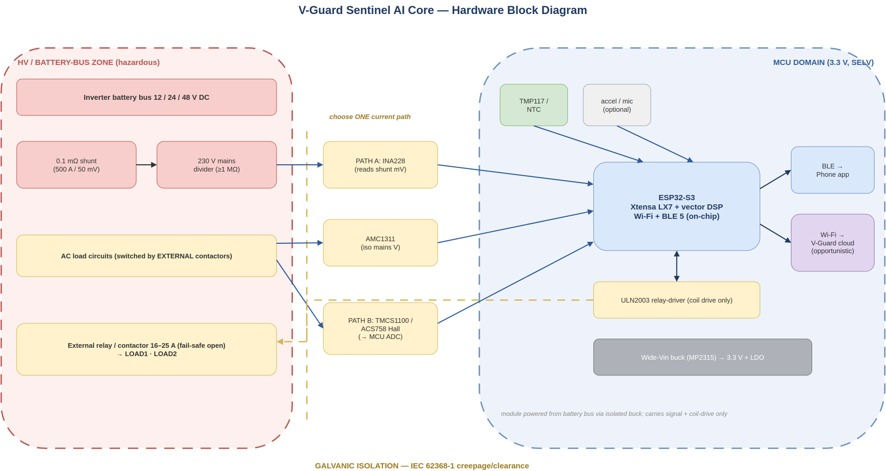 V-Guard Sentinel AI Core — Hardware Block Diagram
HV / BATTERY-BUS ZONE (hazardous)
MCU DOMAIN (3.3 V, SELV)
Inverter battery bus 12 / 24 / 48 V DC
choose ONE current path
TMP117 /
NTC
accel / mic
(optional)
0.1 mΩ shunt
(500 A / 50 mV)
230 V mains
divider (≥1 MΩ)
PATH A: INA228
(reads shunt mV)
ESP32-S3
Xtensa LX7 + vector DSP
Wi-Fi + BLE 5 (on-chip)
BLE →
Phone app
AMC1311
(iso mains V)
Wi-Fi →
V-Guard cloud
(opportunistic)
AC load circuits (switched by EXTERNAL contactors)
ULN2003 relay-driver (coil drive only)
PATH B: TMCS1100 /
ACS758 Hall
(→ MCU ADC)
External relay / contactor 16–25 A (fail-safe open)
→ LOAD1 · LOAD2
Wide-Vin buck (MP2315) → 3.3 V + LDO
module powered from battery bus via isolated buck; carries signal + coil-drive only
GALVANIC ISOLATION — IEC 62368-1 creepage/clearance